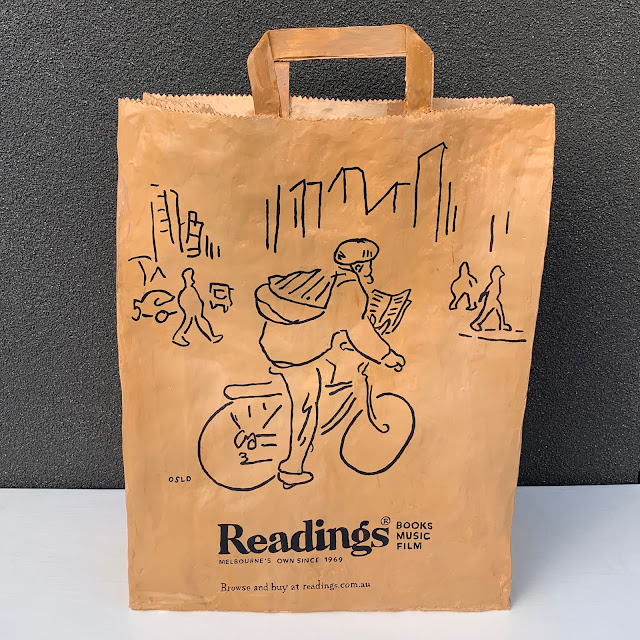 OSLO
Readings®
BOOKS
MUSIC
FILM
MELBOURNE'S OWN SINCE 1969
Browse and buy at readings.com.au